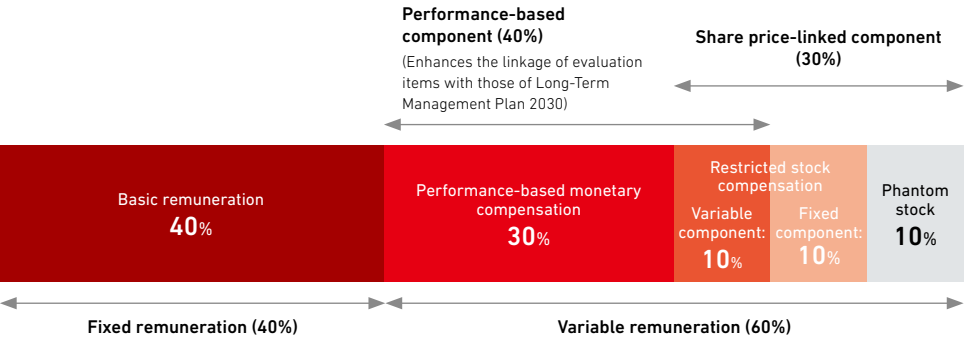 Performance-based
component (40%)
(Enhances the linkage of evaluation
items with those of Long-Term
Management Plan 2030)
Share price-linked component
(30%)
Basic remuneration
40%
Performance-based monetary
compensation
30%
Restricted stock
compensation
Variable
component:
10%
Fixed
component:
10%
Phantom
stock
10%
Fixed remuneration (40%)
Variable remuneration (60%)